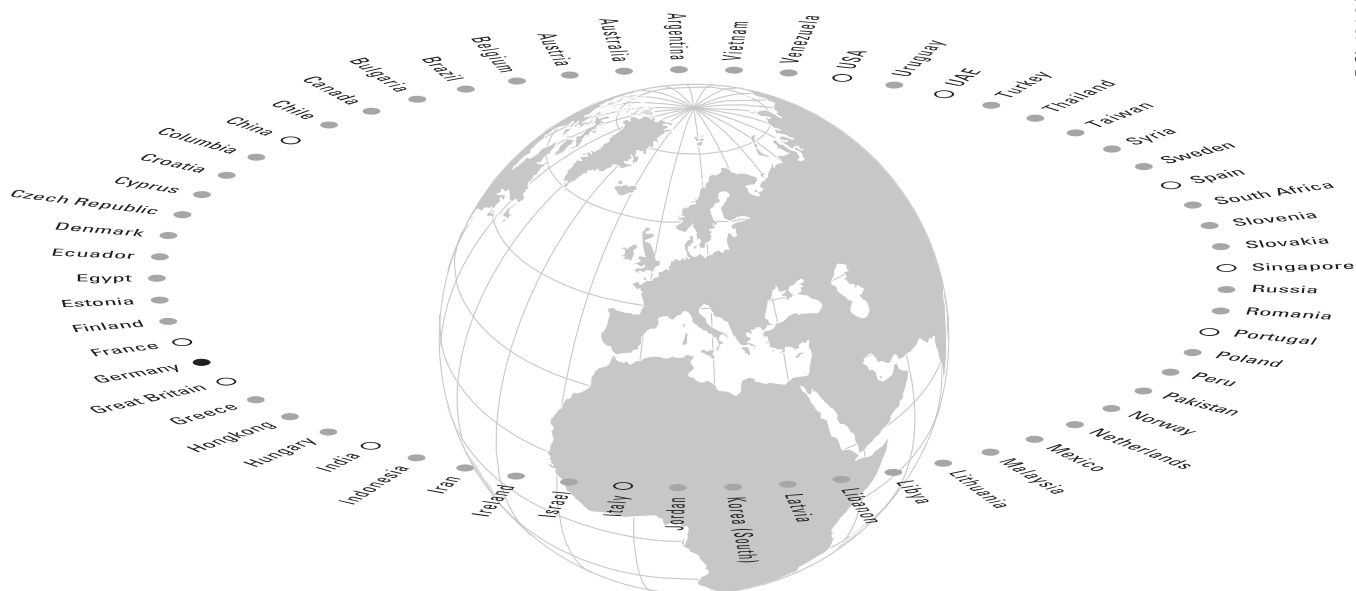 Argentina
Australia
Austria
Belgium
Brazil
Bulgaria
Canada
Chile
China
Columbia
Croatia
Cyprus
Czech Republic
Denmark
Ecuador
Egypt
Estonia
Finland
France
Germany
Great Britain
Greece
Hongkong
Hungary
India
Indonesia
Iran
Ireland
Israel
Italy
Jordan
Korea (South)
Latvia
Libanon
Libya
Lithuania
Malaysia
Mexico
Netherlands
Norway
Pakistan
Peru
Poland
Portugal
Romania
Russia
Singapore
Slovakia
Slovenia
South Africa
Spain
Sweden
Syria
Taiwan
Thailand
Turkey
UAE
Uruguay
USA
Venezuela
Vietnam